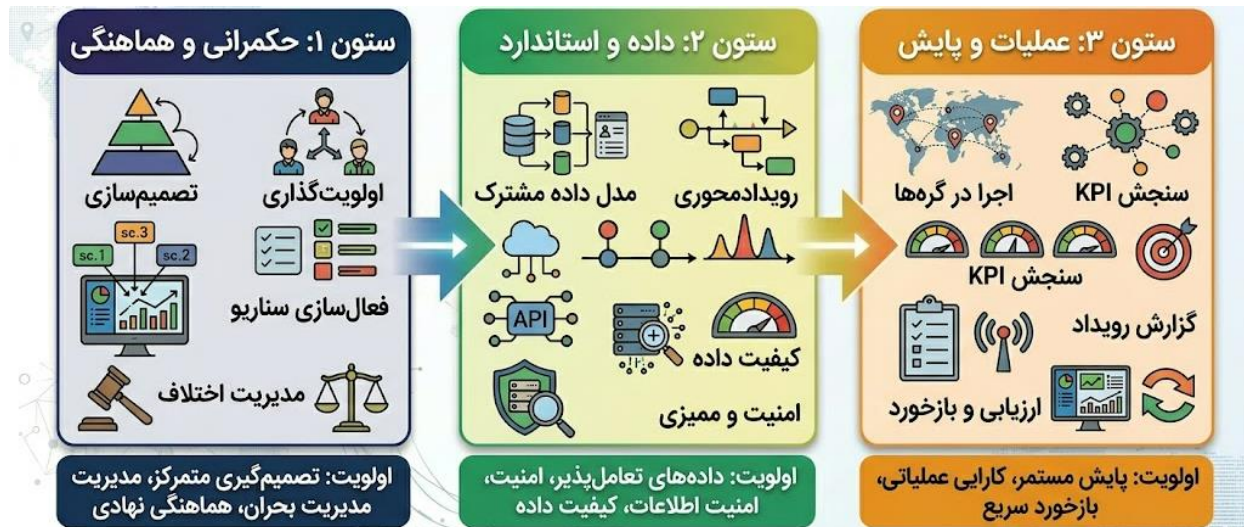 ستون ۱: حکمرانی و هماهنگی
تصمیم‌سازی
اولویت‌گذاری
sc.1
sc.3
sc.2
فعال‌سازی سناریو
مدیریت اختلاف
اولویت: تصمیم‌گیری متمرکز، مدیریت
مدیریت بحران، هماهنگی نهادی
ستون ۲: داده و استاندارد
مدل داده مشترک
رویدادمحوری
API
کیفیت داده
امنیت و ممیزی
اولویت: داده‌های تعامل‌پذیر، امنیت،
امنیت اطلاعات، کیفیت داده
ستون ۳: عملیات و پایش
اجرا در گره‌ها
سنجش KPI
سنجش KPI
گزارش رویداد
ارزیابی و بازخورد
اولویت: پایش مستمر، کارایی عملیاتی،
بازخورد سریع